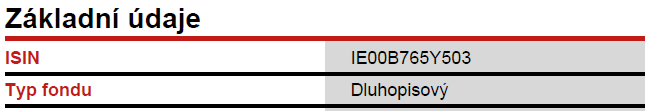 Základní údaje
ISIN IE00B765Y503
Typ fondu Dluhopisový